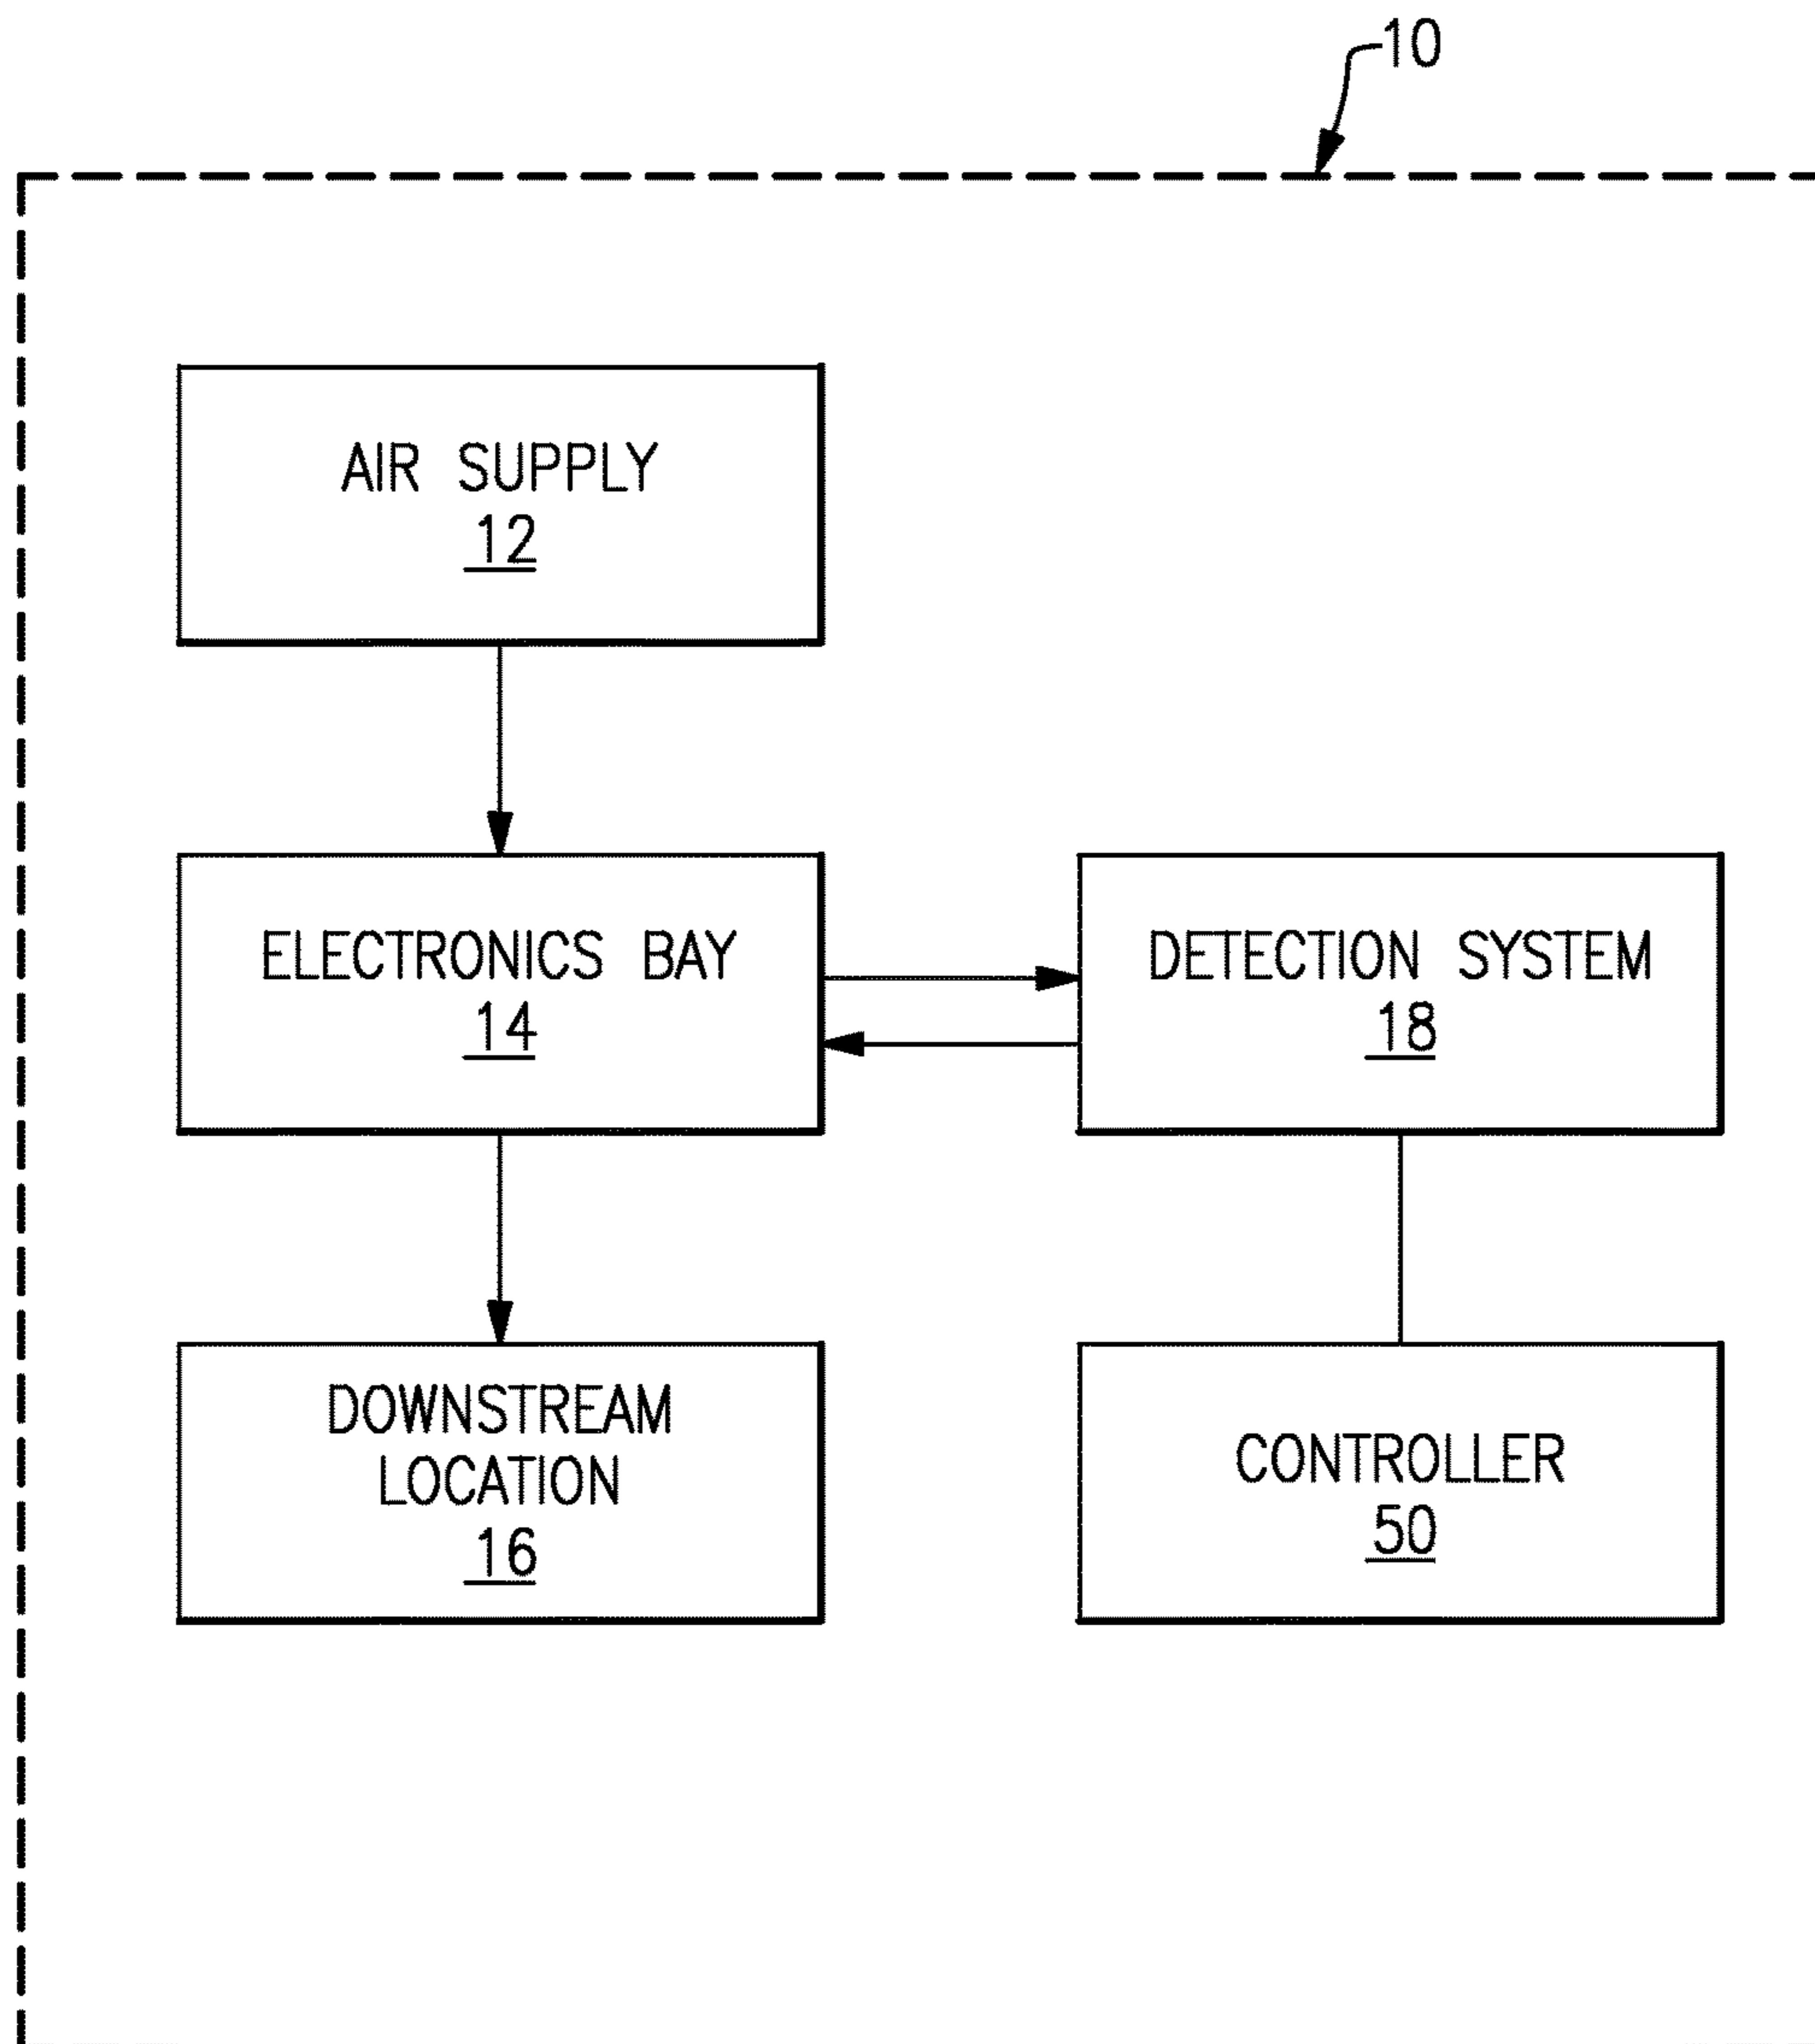 10
AIR SUPPLY
12
ELECTRONICS BAY
14
DETECTION SYSTEM
18
DOWNSTREAM
LOCATION
16
CONTROLLER
50